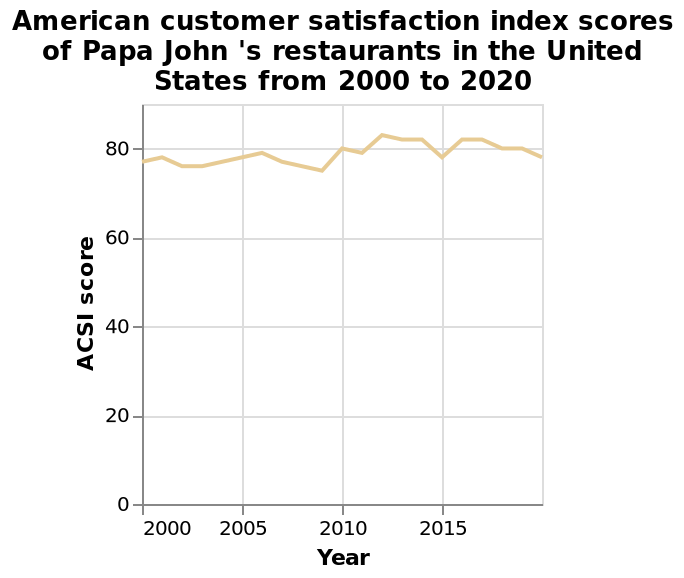 American customer satisfaction index scores
of Papa John 's restaurants in the United
States from 2000 to 2020
80
60
40
20
0
ACSI score
2000 2005 2010 2015
Year